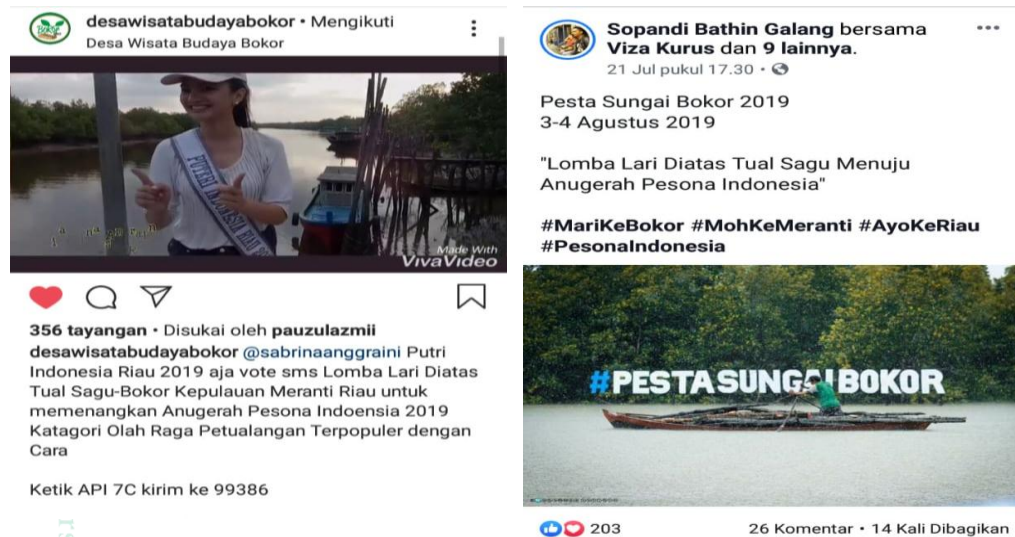 desawisatabudayabokor • Mengikuti
Desa Wisata Budaya Bokor
PUTERI INDONESIA RIAU
Made With
VivaVideo
356 tayangan • Disukai oleh pauzulazmii
desawisatabudayabokor @sabrinaanggraini Putri
Indonesia Riau 2019 aja vote sms Lomba Lari Diatas
Tual Sagu-Bokor Kepulauan Meranti Riau untuk
memenangkan Anugerah Pesona Indoensia 2019
Katagori Olah Raga Petualangan Terpopuler dengan
Cara
Ketik API 7C kirim ke 99386
Sopandi Bathin Galang bersama
Viza Kurus dan 9 lainnya.
21 Jul pukul 17.30
Pesta Sungai Bokor 2019
3-4 Agustus 2019
"Lomba Lari Diatas Tual Sagu Menuju
Anugerah Pesona Indonesia"
#MariKeBokor #MohKeMeranti #AyoKeRiau
#PesonaIndonesia
#PESTASUNGAIBOKOR
203
26 Komentar • 14 Kali Dibagikan